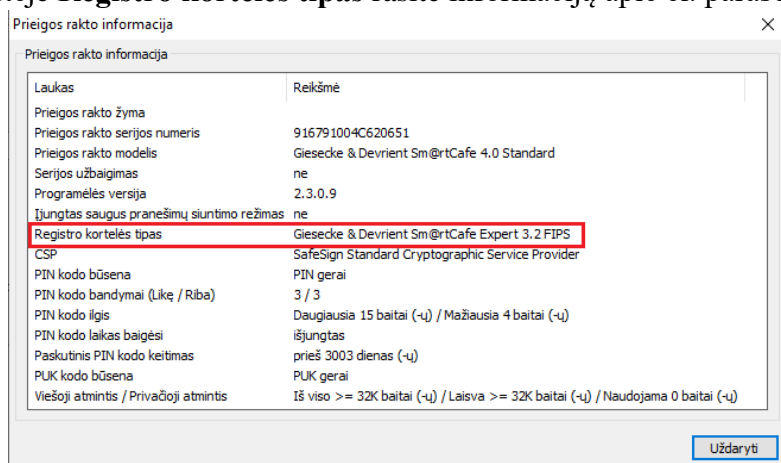 Prieigos rakto informacija
Prieigos rakto informacija
Laukas Reikšmė
Prieigos rakto žyma
Prieigos rakto serijos numeris 916791004C620651
Prieigos rakto modelis Giesecke & Devrient Sm@rtCafe 4.0 Standard
Serijos užbaigimas ne
Programėlės versija 2.3.0.9
Įjungtas saugus pranešimų siuntimo režimas ne
Registro kortelės tipas Giesecke & Devrient Sm@rtCafe Expert 3.2 FIPS
CSP SafeSign Standard Cryptographic Service Provider
PIN kodo būsena PIN gerai
PIN kodo bandymai (Likę / Riba) 3 / 3
PIN kodo ilgis Daugiausia 15 baitai (-ų) / Mažiausia 4 baitai (-ų)
PIN kodo laikas baigėsi išjungtas
Paskutinis PIN kodo keitimas prieš 3003 dienas (-ų)
PUK kodo būsena PUK gerai
Viešoji atmintis / Privačioji atmintis Iš viso >= 32K baitai (-ų) / Laisva >= 32K baitai (-ų) / Naudojama 0 baitai (-ų)
Uždaryti